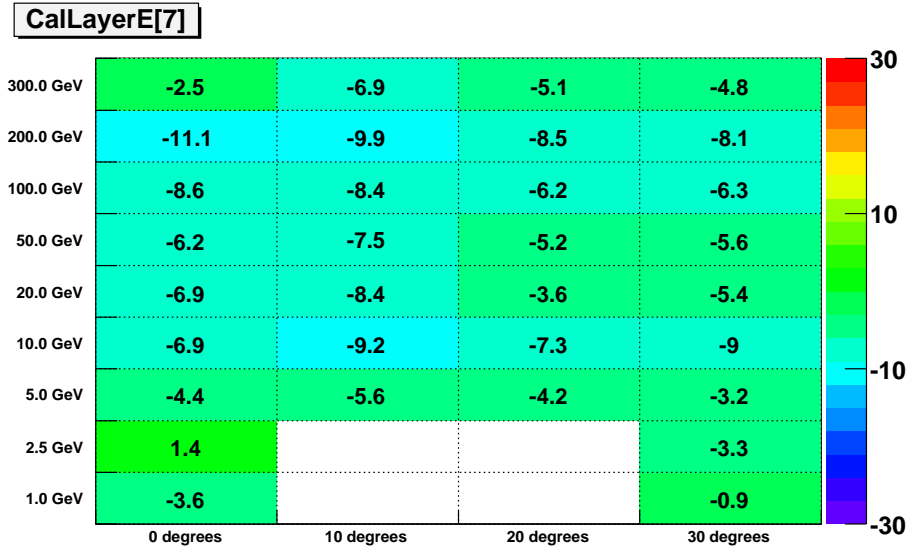 CalLayerE[7]
300.0 GeV -2.5 -6.9 -5.1 -4.8 30
200.0 GeV -11.1 -9.9 -8.5 -8.1
100.0 GeV -8.6 -8.4 -6.2 -6.3
10
50.0 GeV -6.2 -7.5 -5.2 -5.6
20.0 GeV -6.9 -8.4 -3.6 -5.4
10.0 GeV -6.9 -9.2 -7.3 -9
-10
5.0 GeV -4.4 -5.6 -4.2 -3.2
2.5 GeV 1.4 -3.3
1.0 GeV -3.6 -0.9
-30
0 degrees 10 degrees 20 degrees 30 degrees